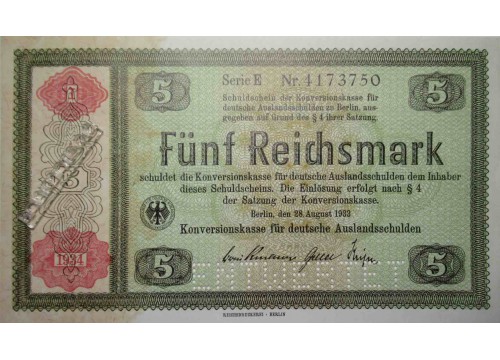 5
Serie E Nr. 4173750
5
Schuldschein der Konversionskasse für
deutsche Auslandsschulden zu Berlin, aus-
gegeben auf Grund des § 4 ihrer Satzung.
Fünf Reichsmark
schuldet die Konversionskasse für deutsche Auslandsschulden dem Inhaber
dieses Schuldscheins. Die Einlösung erfolgt nach § 4
der Satzung der Konversionskasse.
Berlin, den 28. August 1933
Konversionskasse für deutsche Auslandsschulden
5
5
1934
REICHSDRUCKEREI · BERLIN